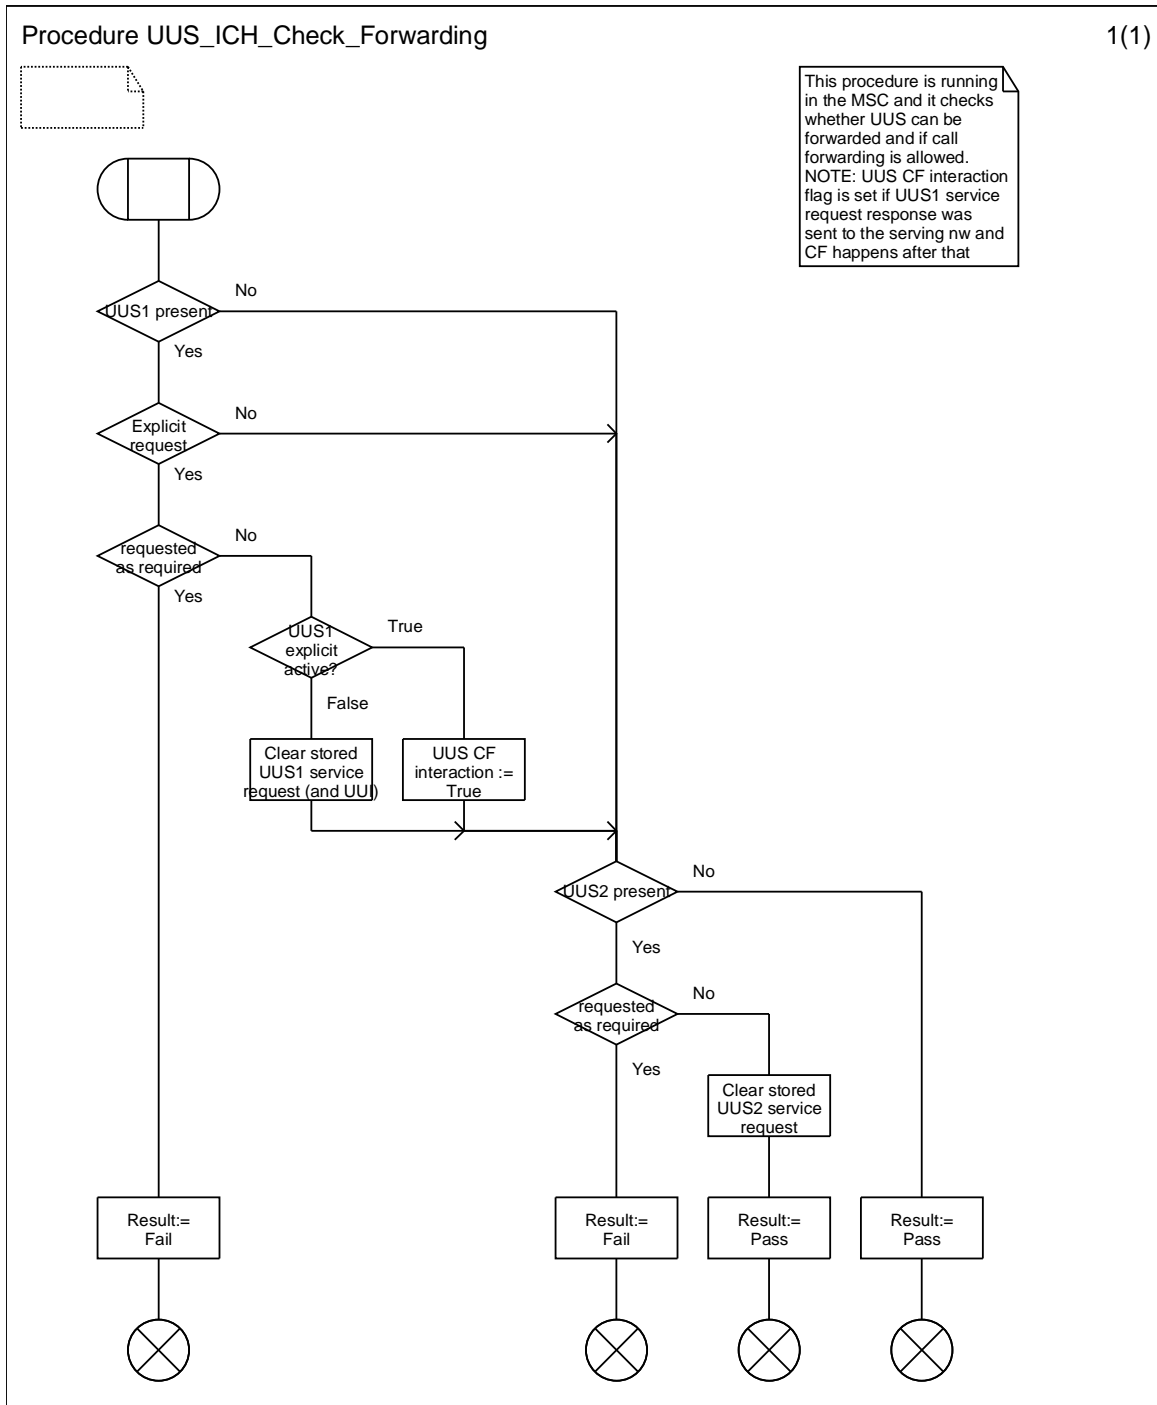 Procedure UUS_ICH_Check_Forwarding
1(1)
This procedure is running
in the MSC and it checks
whether UUS can be
forwarded and if call
forwarding is allowed.
NOTE: UUS CF interaction
flag is set if UUS1 service
request response was
sent to the serving nw and
CF happens after that
No
UUS1 present
Yes
No
Explicit
request
Yes
No
requested
as required
Yes
UUS1
explicit
active?
True
False
Clear stored
UUS1 service
request (and UUI)
UUS CF
interaction :=
True
No
UUS2 present
Yes
No
requested
as required
Yes
Clear stored
UUS2 service
request
Result:=
Fail
Result:=
Fail
Result:=
Pass
Result:=
Pass